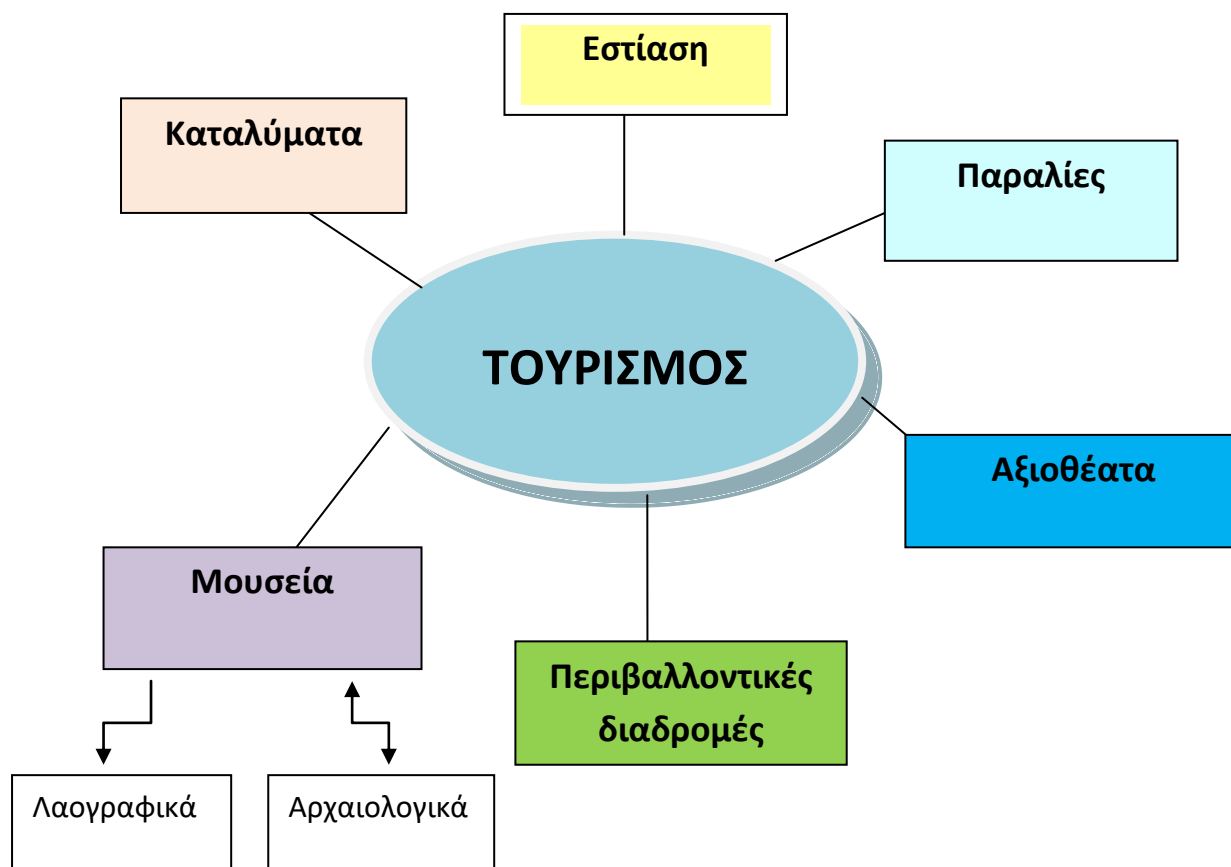 Εστίαση
Καταλύματα
Παραλίες
ΤΟΥΡΙΣΜΟΣ
Αξιοθέατα
Μουσεία
Περιβαλλοντικές
διαδρομές
Λαογραφικά
Αρχαιολογικά